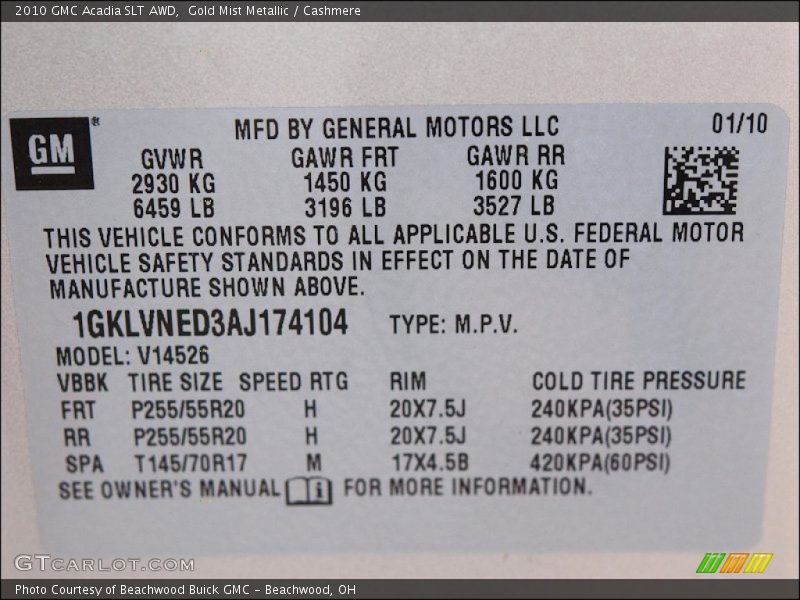 2010 GMC Acadia SLT AWD,  Gold Mist Metallic / Cashmere
GM®
MFD BY GENERAL MOTORS LLC 01/10
GVWR GAWR FRT GAWR RR
2930 KG 1450 KG 1600 KG
6459 LB 3196 LB 3527 LB
THIS VEHICLE CONFORMS TO ALL APPLICABLE U.S. FEDERAL MOTOR
VEHICLE SAFETY STANDARDS IN EFFECT ON THE DATE OF
MANUFACTURE SHOWN ABOVE.
1GKLVNED3AJ174104 TYPE: M.P.V.
MODEL: V14526
VBBK TIRE SIZE SPEED RTG RIM COLD TIRE PRESSURE
FRT P255/55R20 H 20X7.5J 240KPA(35PSI)
RR P255/55R20 H 20X7.5J 240KPA(35PSI)
SPA T145/70R17 M 17X4.5B 420KPA(60PSI)
SEE OWNER'S MANUAL i FOR MORE INFORMATION.
GTCARLOT.COM
Photo Courtesy of Beachwood Buick GMC - Beachwood, OH